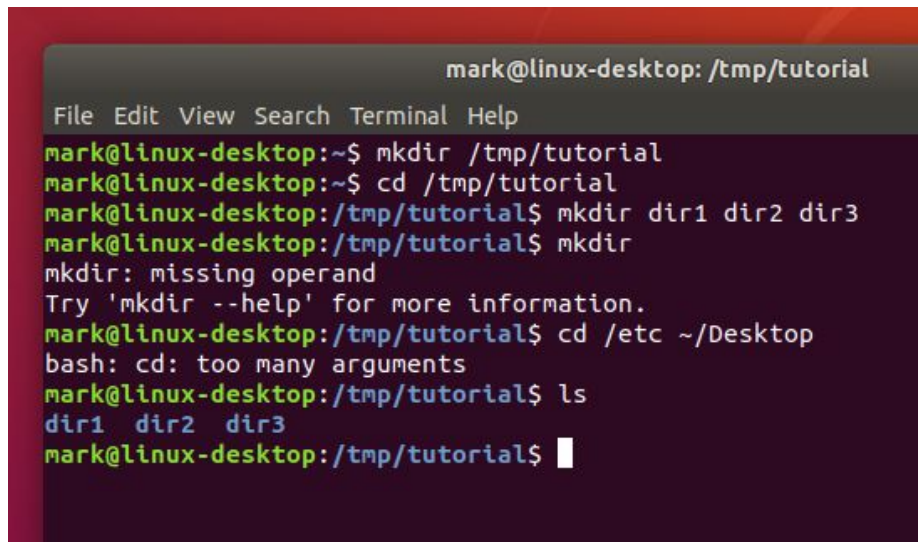 mark@linux-desktop: /tmp/tutorial
File Edit View Search Terminal Help
mark@linux-desktop:~$ mkdir /tmp/tutorial
mark@linux-desktop:~$ cd /tmp/tutorial
mark@linux-desktop:/tmp/tutorial$ mkdir dir1 dir2 dir3
mark@linux-desktop:/tmp/tutorial$ mkdir
mkdir: missing operand
Try 'mkdir --help' for more information.
mark@linux-desktop:/tmp/tutorial$ cd /etc ~/Desktop
bash: cd: too many arguments
mark@linux-desktop:/tmp/tutorial$ ls
dir1  dir2  dir3
mark@linux-desktop:/tmp/tutorial$